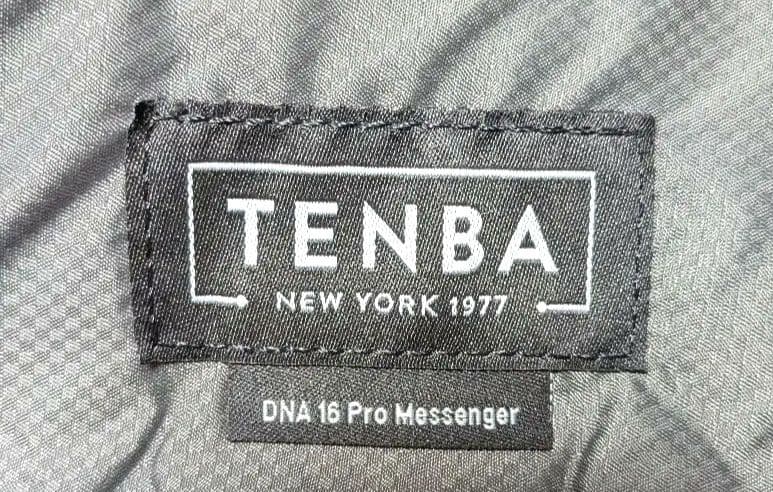 TENBA
NEW YORK 1977
DNA 16 Pro Messenger